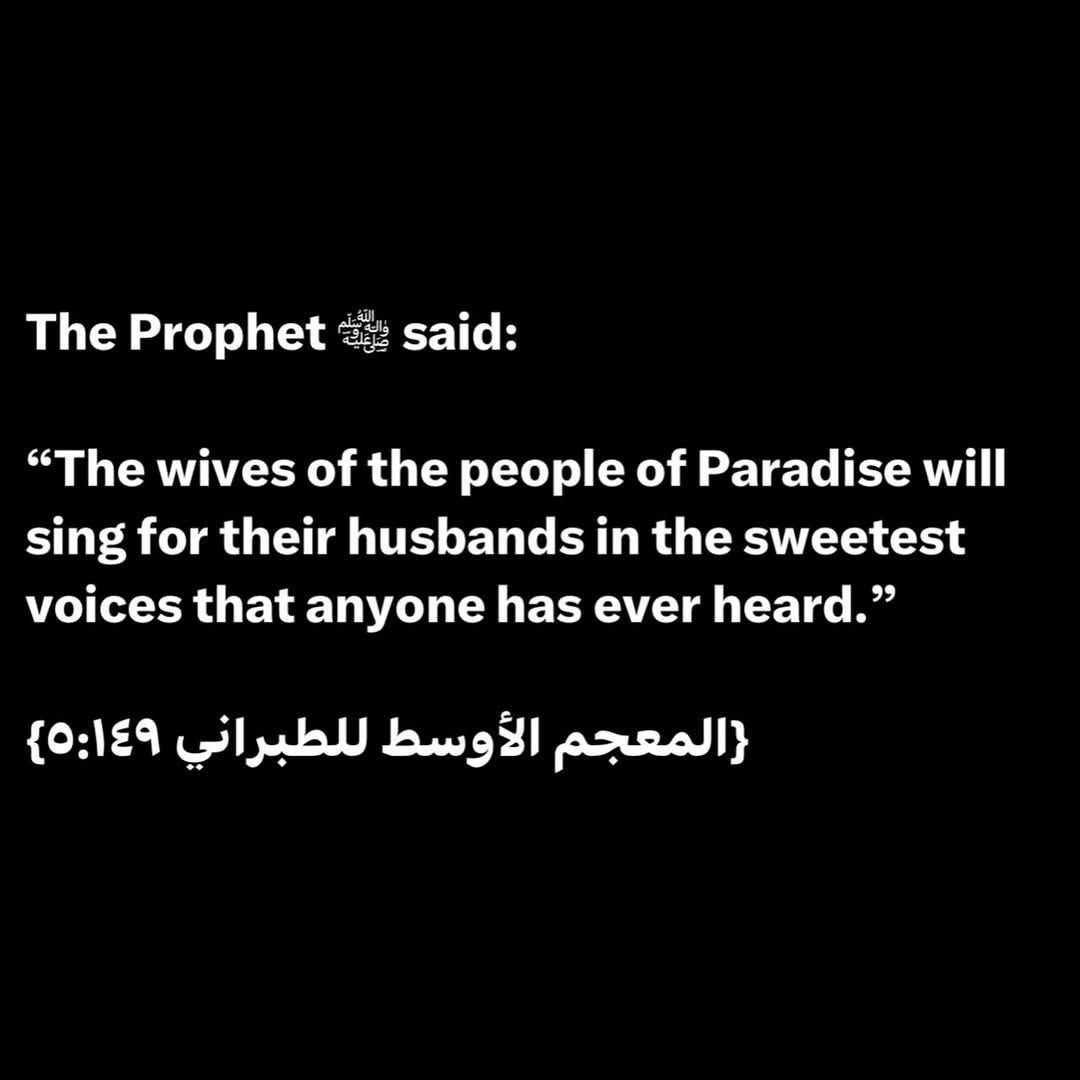 The Prophet ﷺ said:
“The wives of the people of Paradise will
sing for their husbands in the sweetest
voices that anyone has ever heard.”
{المعجم الأوسط للطبراني ٥:١٤٩}